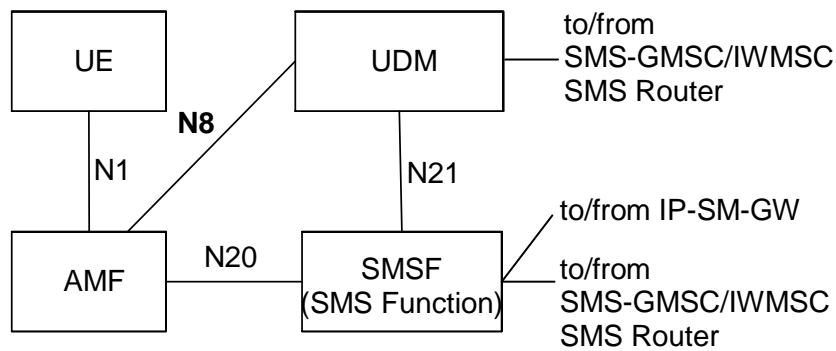 UE
UDM
to/from
SMS-GMSC/IWMSC
SMS Router
N8
N1
N21
AMF
N20
SMSF
(SMS Function)
to/from IP-SM-GW
to/from
SMS-GMSC/IWMSC
SMS Router